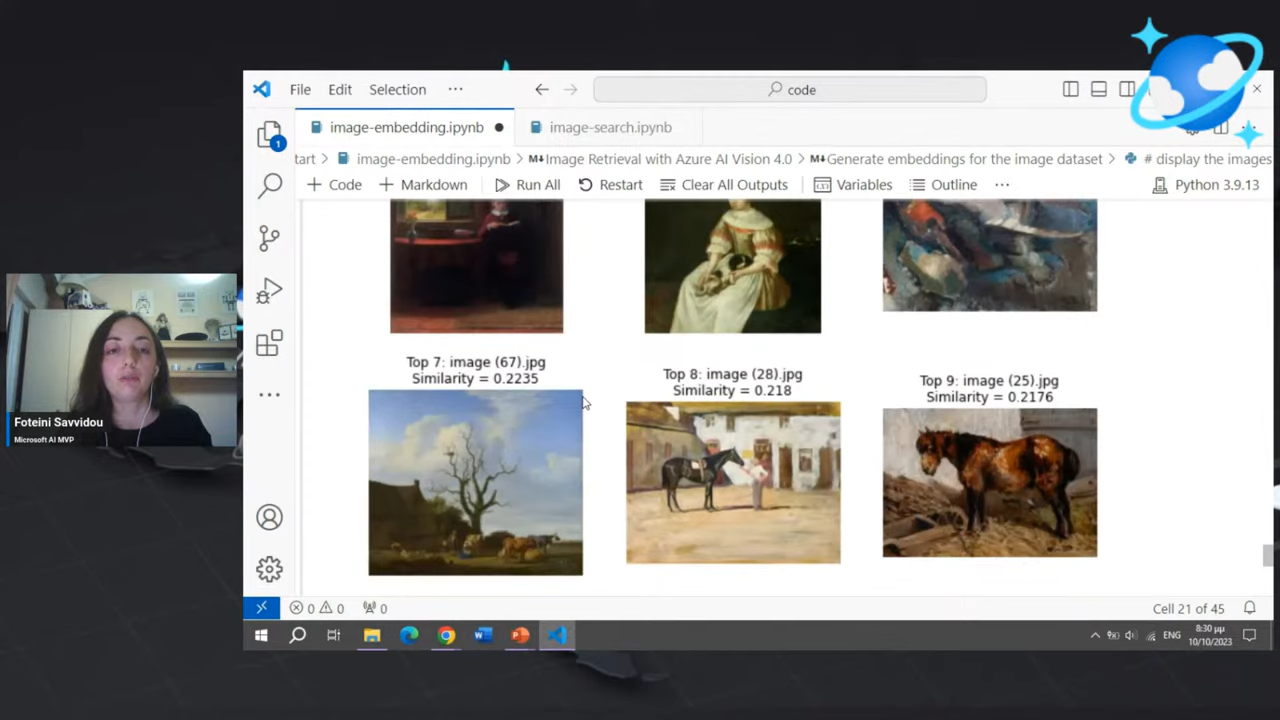 File Edit Selection ···
code
image-embedding.ipynb
image-search.ipynb
tart > image-embedding.ipynb > M↓Image Retrieval with Azure AI Vision 4.0 > M↓Generate embeddings for the image dataset > # display the images
+ Code + Markdown Run All Restart Clear All Outputs Variables Outline ··· Python 3.9.13
1
Top 7: image (67).jpg
Similarity = 0.2235
Top 8: image (28).jpg
Similarity = 0.218
Top 9: image (25).jpg
Similarity = 0.2176
Foteini Savvidou
Microsoft AI MVP
0 0 0
Cell 21 of 45
ENG
8:30 μμ
10/10/2023